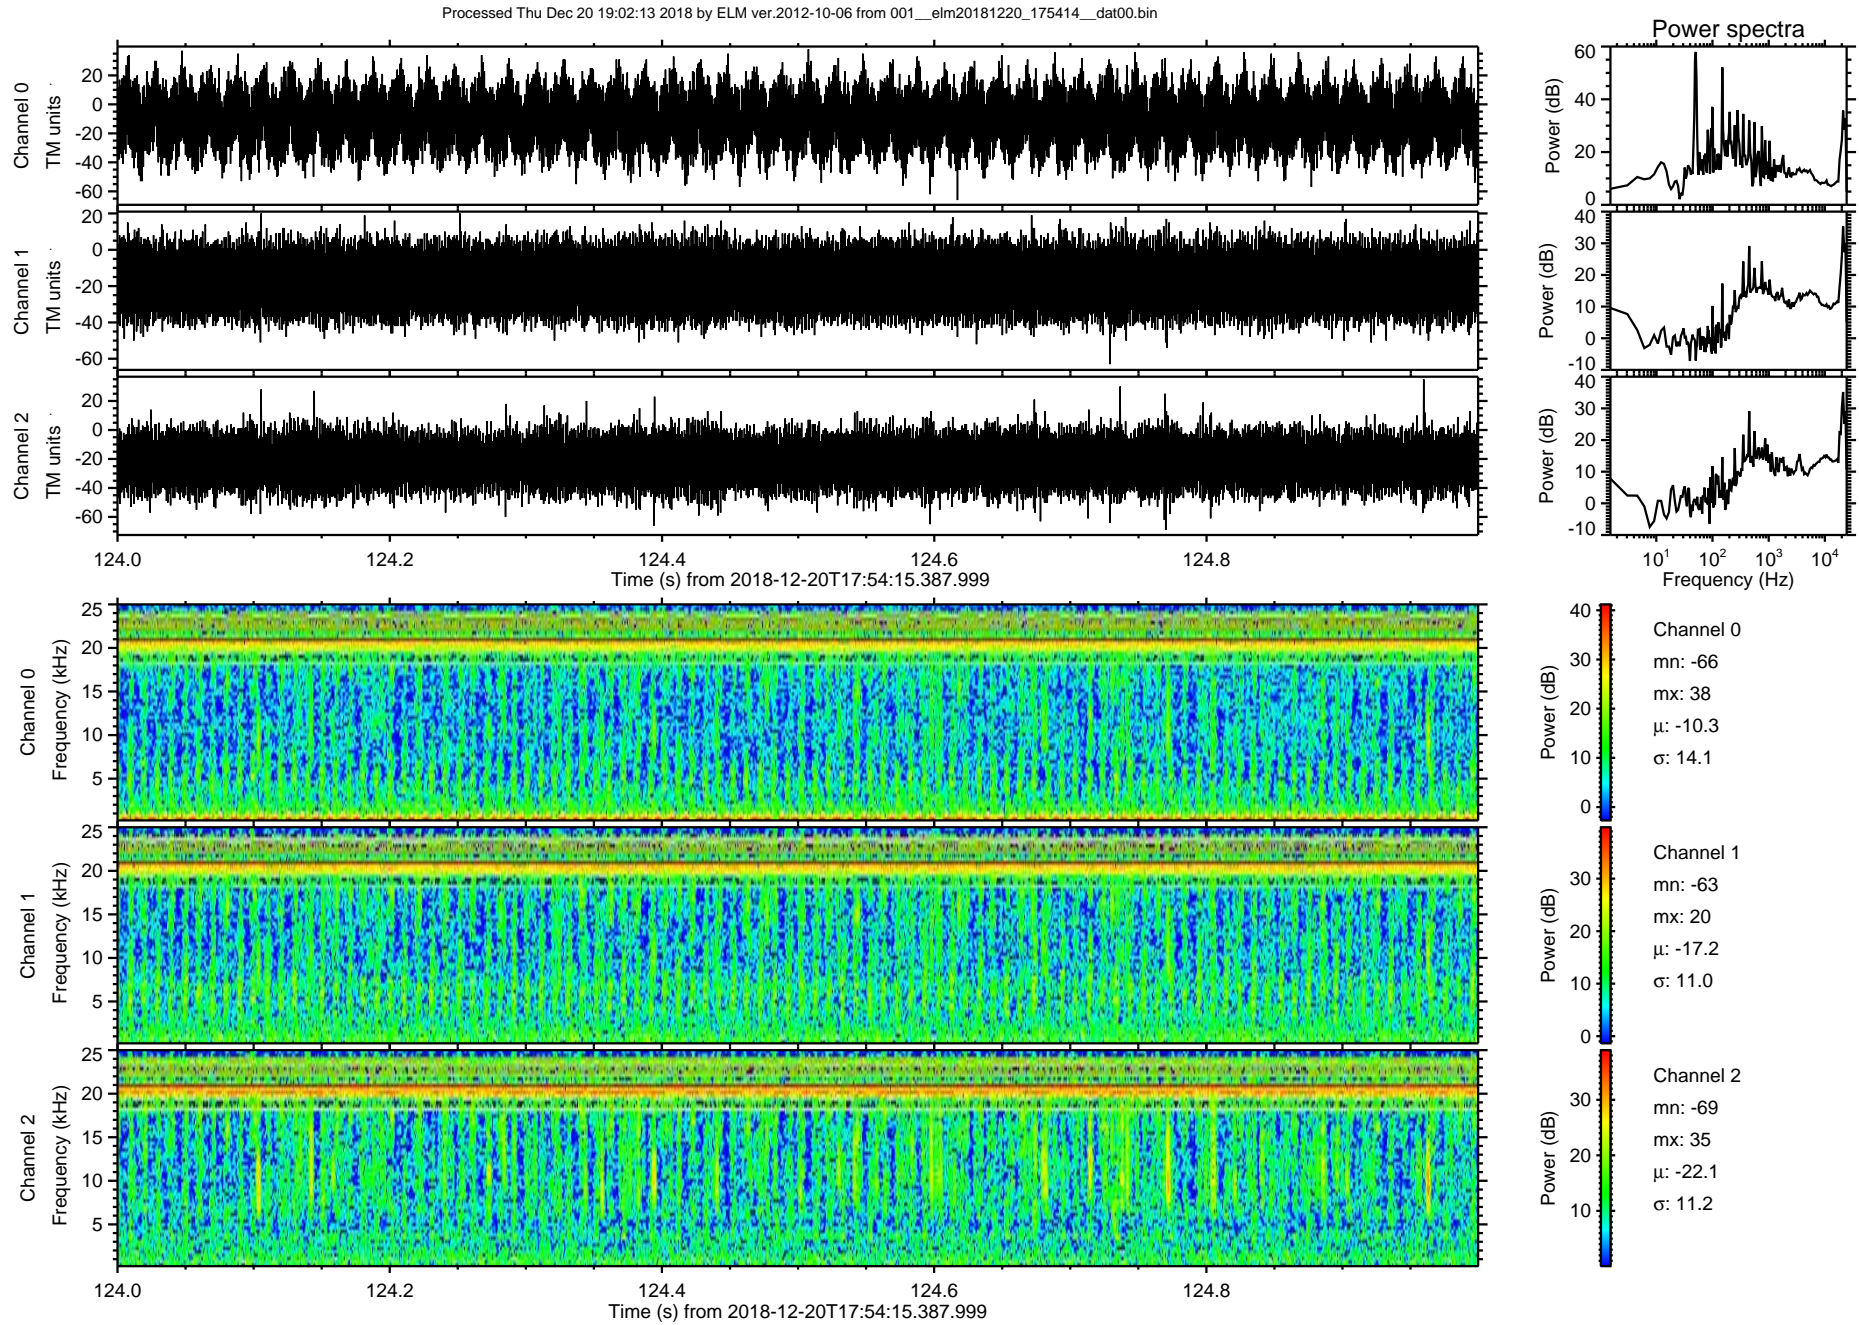 Processed Thu Dec 20 19:02:13 2018 by ELM ver.2012-10-06 from 001__elm20181220_175414__dat00.bin
Power spectra
Channel 0
TM units
20
0
-20
-40
-60
Power (dB)
60
40
20
0
Channel 1
TM units
20
0
-20
-40
-60
Power (dB)
40
30
20
10
0
-10
Channel 2
TM units
20
0
-20
-40
-60
Power (dB)
40
30
20
10
0
-10
124.0 124.2 124.4 124.6 124.8
Time (s) from 2018-12-20T17:54:15.387.999
10¹ 10² 10³ 10⁴
Frequency (Hz)
Channel 0
Frequency (kHz)
25
20
15
10
5
Power (dB)
40
30
20
10
0
Channel 0
mn: -66
mx: 38
μ: -10.3
σ: 14.1
Channel 1
Frequency (kHz)
25
20
15
10
5
Power (dB)
30
20
10
0
Channel 1
mn: -63
mx: 20
μ: -17.2
σ: 11.0
Channel 2
Frequency (kHz)
25
20
15
10
5
Power (dB)
30
20
10
Channel 2
mn: -69
mx: 35
μ: -22.1
σ: 11.2
124.0 124.2 124.4 124.6 124.8
Time (s) from 2018-12-20T17:54:15.387.999